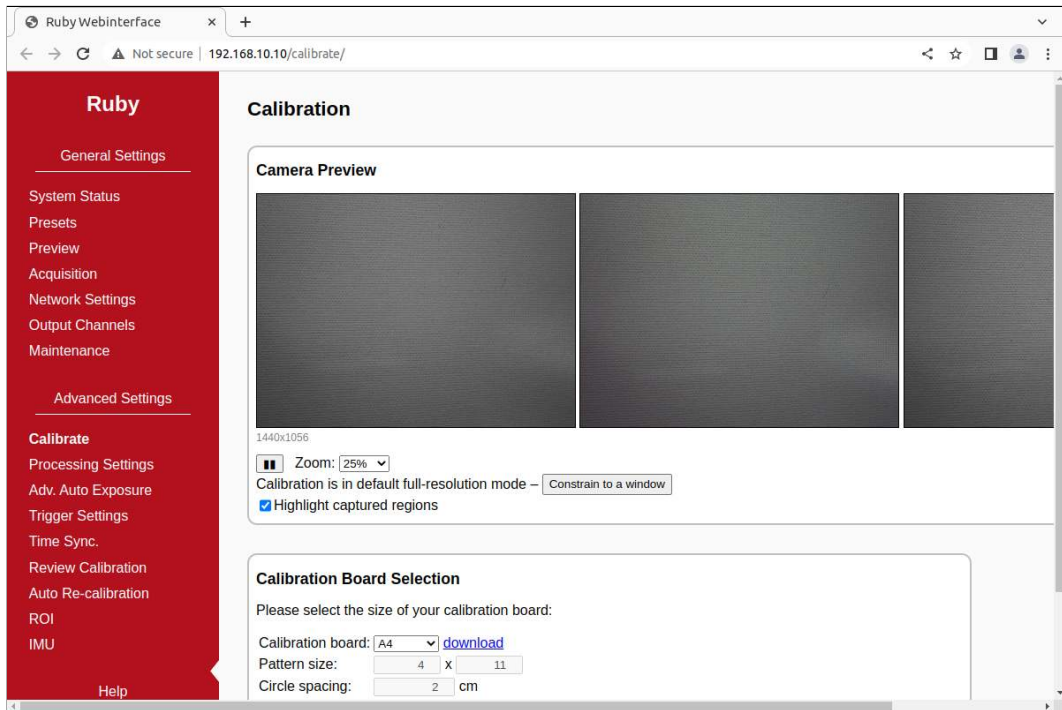 Ruby Webinterface
Not secure | 192.168.10.10/calibrate/
Ruby
General Settings
System Status
Presets
Preview
Acquisition
Network Settings
Output Channels
Maintenance
Advanced Settings
Calibrate
Processing Settings
Adv. Auto Exposure
Trigger Settings
Time Sync.
Review Calibration
Auto Re-calibration
ROI
IMU
Help
Calibration
Camera Preview
1440x1056
Zoom: 25%
Calibration is in default full-resolution mode – Constrain to a window
Highlight captured regions
Calibration Board Selection
Please select the size of your calibration board:
Calibration board: A4 download
Pattern size: 4 x 11
Circle spacing: 2 cm